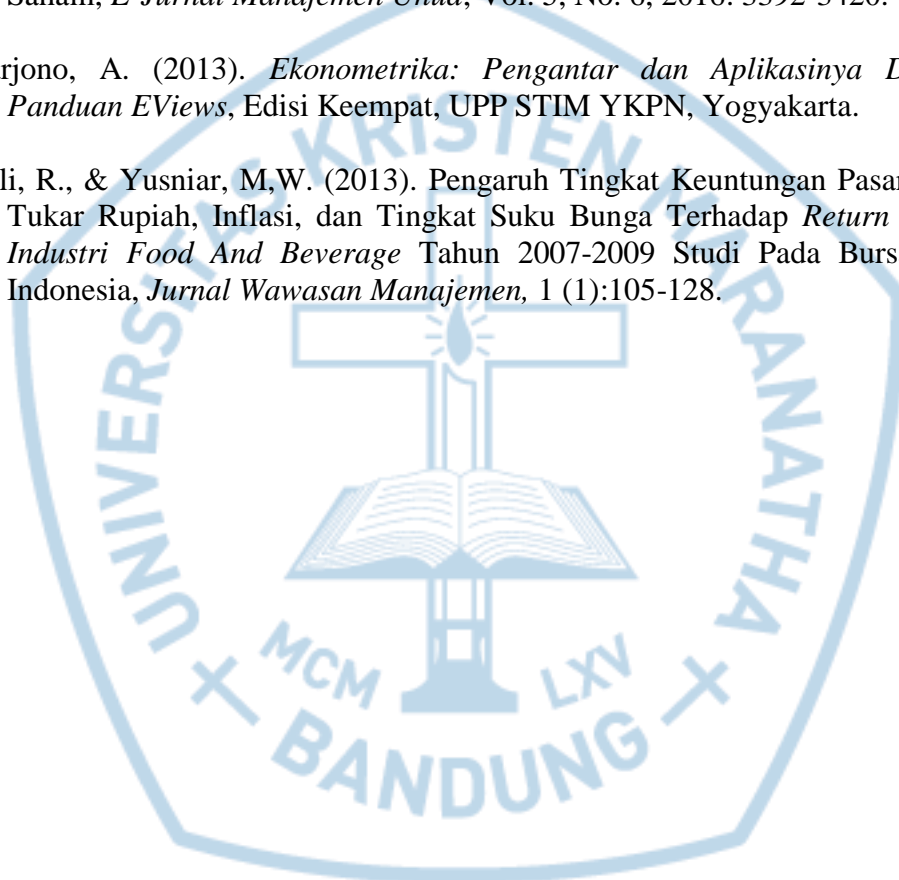 E-Jurnal Manajemen Unud, Vol. 5, No. 6, 2016: 3392-3420.
rjono, A. (2013). Ekonometrika: Pengantar dan Aplikasinya D
Panduan EViews, Edisi Keempat, UPP STIM YKPN, Yogyakarta.
li, R., & Yusniar, M,W. (2013). Pengaruh Tingkat Keuntungan Pasar
Tukar Rupiah, Inflasi, dan Tingkat Suku Bunga Terhadap Return
Industri Food And Beverage Tahun 2007-2009 Studi Pada Burs
Indonesia, Jurnal Wawasan Manajemen, 1 (1):105-128.
UNIVERSITAS KRISTEN MARANATHA
MCM LXV
BANDUNG